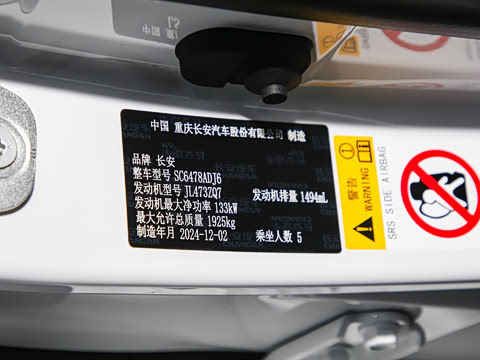 中国 重庆长安汽车股份有限公司 制造
品牌 长安
整车型号 SC6478ADJ6
发动机型号 JL473ZQ7 发动机排量 1494mL
发动机最大净功率 133kW
最大允许总质量 1925kg
制造年月 2024-12-02 乘坐人数 5
警告
WARNING
SRS SIDE AIRBAG